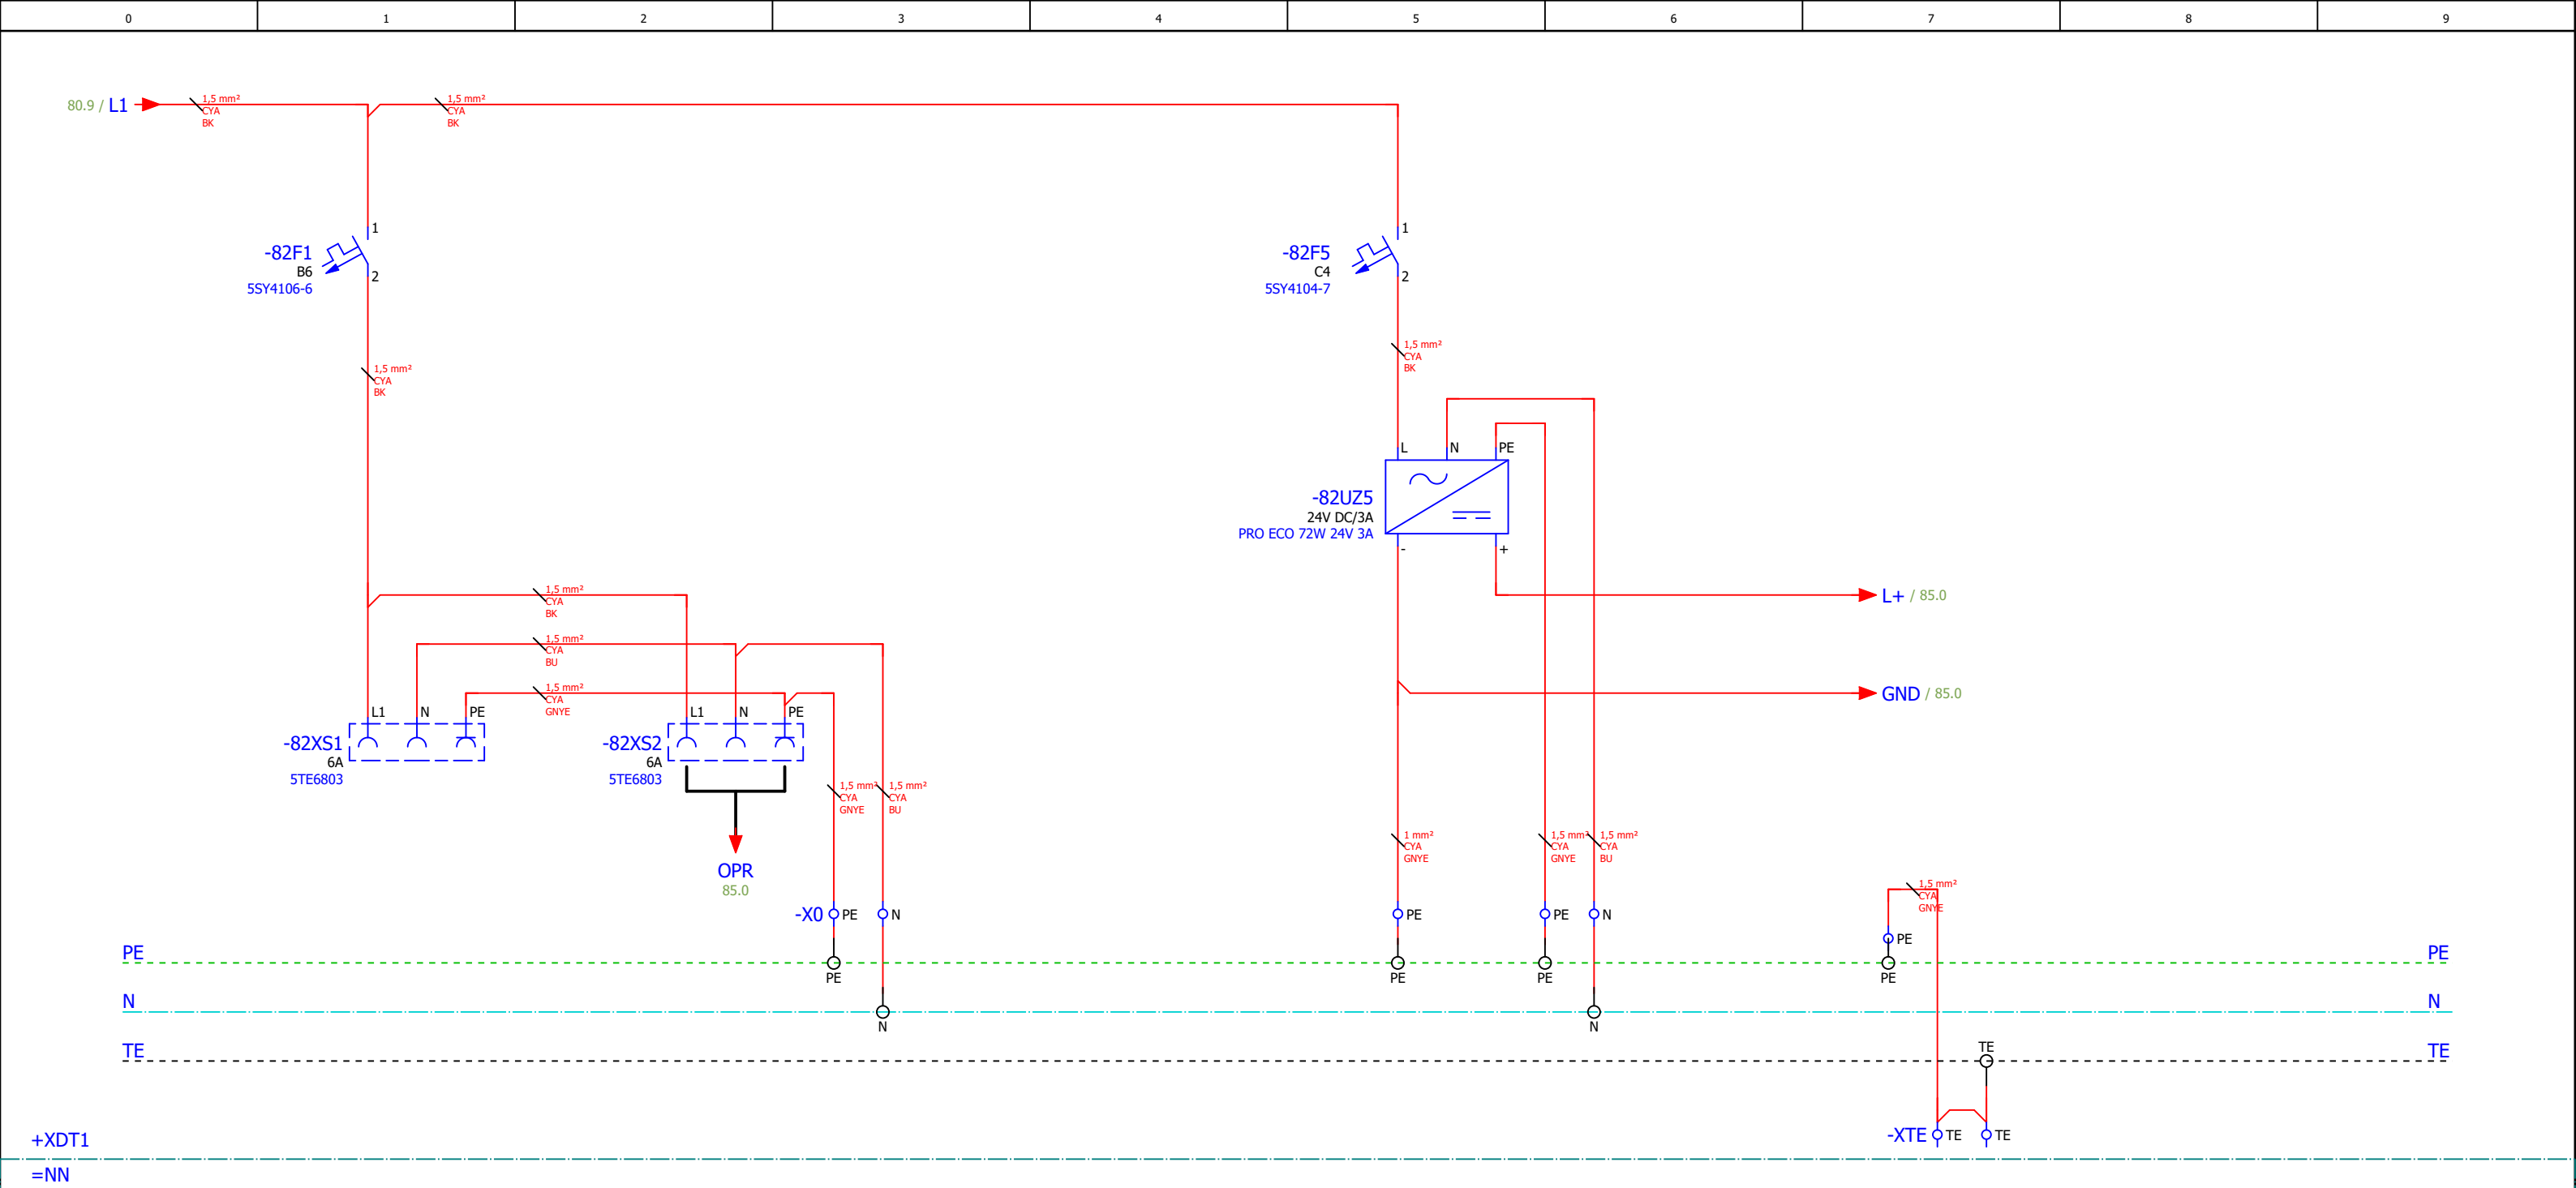 0 1 2 3 4 5 6 7 8 9
80.9 / L1
1,5 mm²
CYA
BK
1,5 mm²
CYA
BK
1
-82F1
B6
2
5SY4106-6
1
-82F5
C4
2
5SY4104-7
1,5 mm²
CYA
BK
1,5 mm²
CYA
BK
L N PE
-82UZ5
24V DC/3A
PRO ECO 72W 24V 3A
- +
L+ / 85.0
GND / 85.0
1,5 mm²
CYA
BK
1,5 mm²
CYA
BU
1,5 mm²
CYA
GNYE
L1 N PE
-82XS1
6A
5TE6803
L1 N PE
-82XS2
6A
5TE6803
OPR
85.0
1,5 mm²
CYA
GNYE
1,5 mm²
CYA
BU
1 mm²
CYA
GNYE
1,5 mm²
CYA
GNYE
1,5 mm²
CYA
BU
1,5 mm²
CYA
GNYE
-X0 PE N
PE
PE N
PE
PE PE
PE PE PE PE
N N
N N
TE TE
TE
-XTE TE TE
+XDT1
=NN